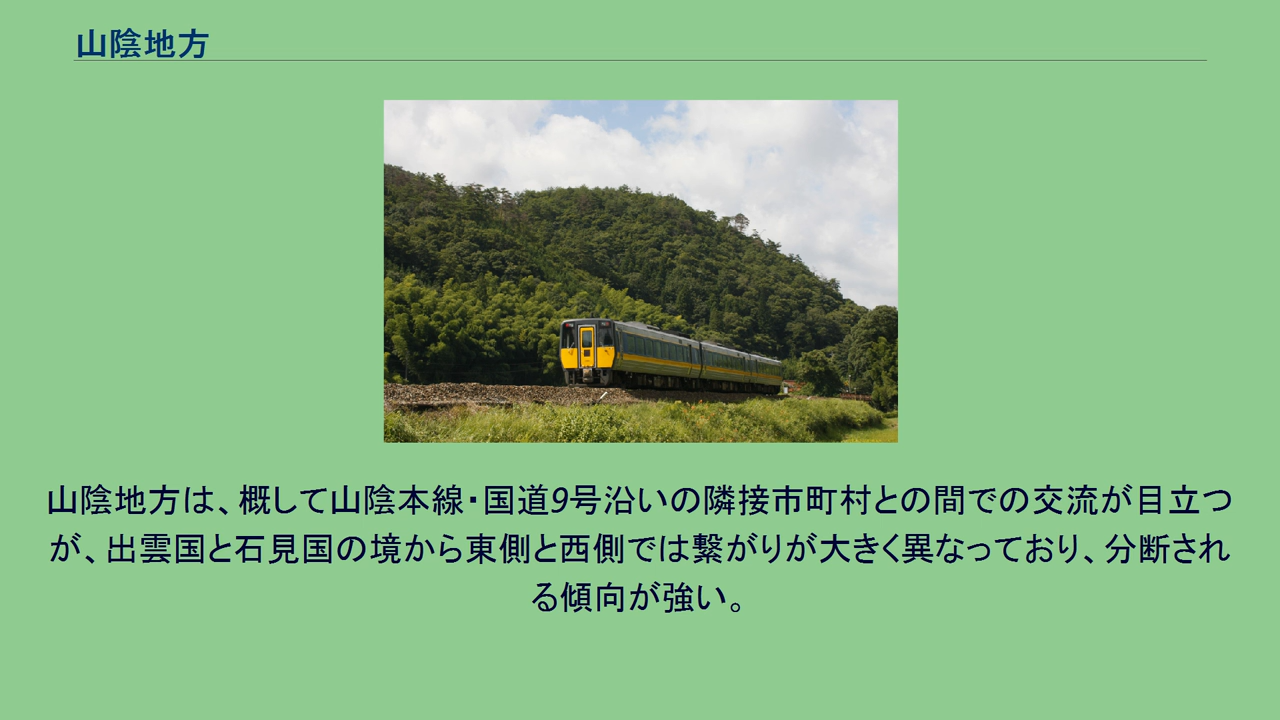 山陰地方
山陰地方は、概して山陰本線・国道9号沿いの隣接市町村との間での交流が目立つ
が、出雲国と石見国の境から東側と西側では繋がりが大きく異なっており、分断され
る傾向が強い。